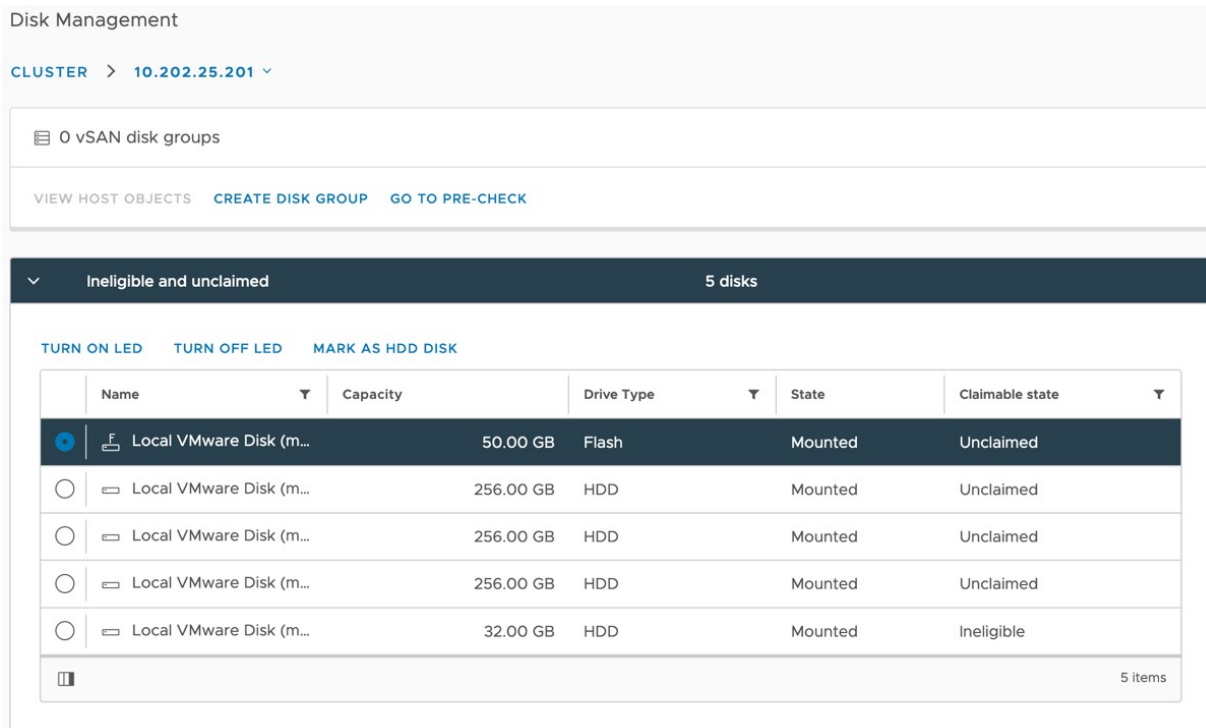 Disk Management
CLUSTER > 10.202.25.201
0 vSAN disk groups
VIEW HOST OBJECTS CREATE DISK GROUP GO TO PRE-CHECK
Ineligible and unclaimed 5 disks
TURN ON LED TURN OFF LED MARK AS HDD DISK
Name Capacity Drive Type State Claimable state
F Local VMware Disk (m... 50.00 GB Flash Mounted Unclaimed
Local VMware Disk (m... 256.00 GB HDD Mounted Unclaimed
Local VMware Disk (m... 256.00 GB HDD Mounted Unclaimed
Local VMware Disk (m... 256.00 GB HDD Mounted Unclaimed
Local VMware Disk (m... 32.00 GB HDD Mounted Ineligible
5 items